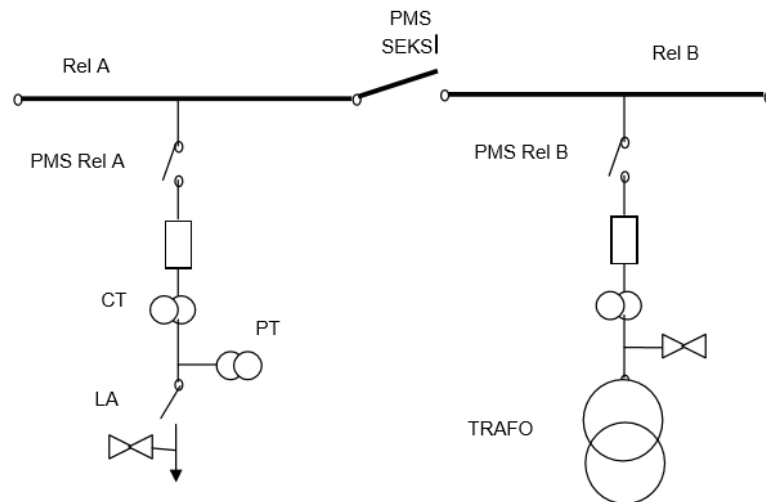 PMS
SEKSI
Rel A
Rel B
PMS Rel A
PMS Rel B
CT
PT
LA
TRAFO